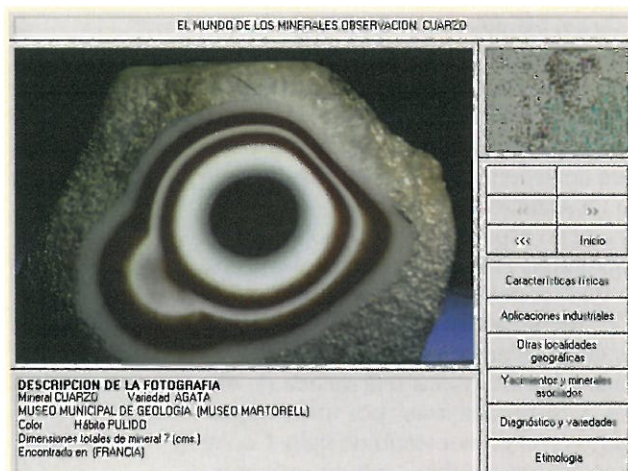 EL MUNDO DE LOS MINERALES OBSERVACION: CUARZO
>>
<<<
Inicio
Características físicas
Aplicaciones industriales
Otras localidades
geográficas
Yacimientos y minerales
asociados
Diagnóstico y variedades
Etimología
DESCRIPCION DE LA FOTOGRAFIA
Mineral CUARZO Variedad AGATA
MUSEO MUNICIPAL DE GEOLOGIA (MUSEO MARTORELL)
Color Hábito PULIDO
Dimensiones totales de mineral ? (cms.)
Encontrado en (FRANCIA)